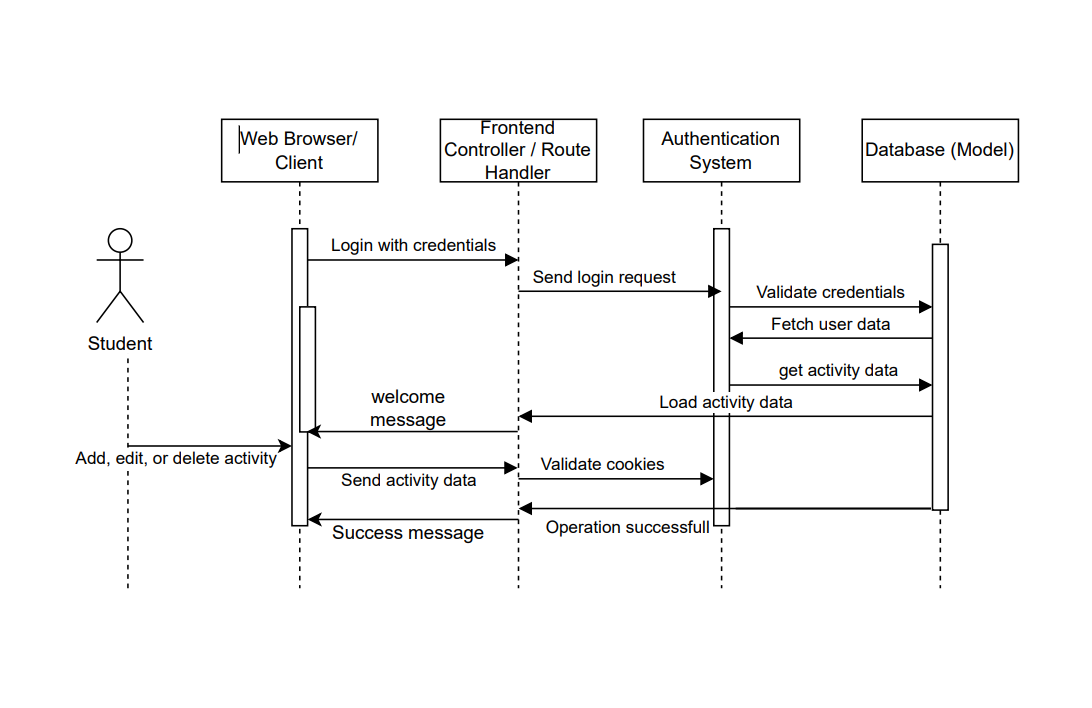 Web Browser/
Client
Frontend
Controller / Route
Handler
Authentication
System
Database (Model)
Student
Login with credentials
Send login request
Validate credentials
Fetch user data
get activity data
Load activity data
welcome
message
Add, edit, or delete activity
Send activity data
Validate cookies
Operation successfull
Success message